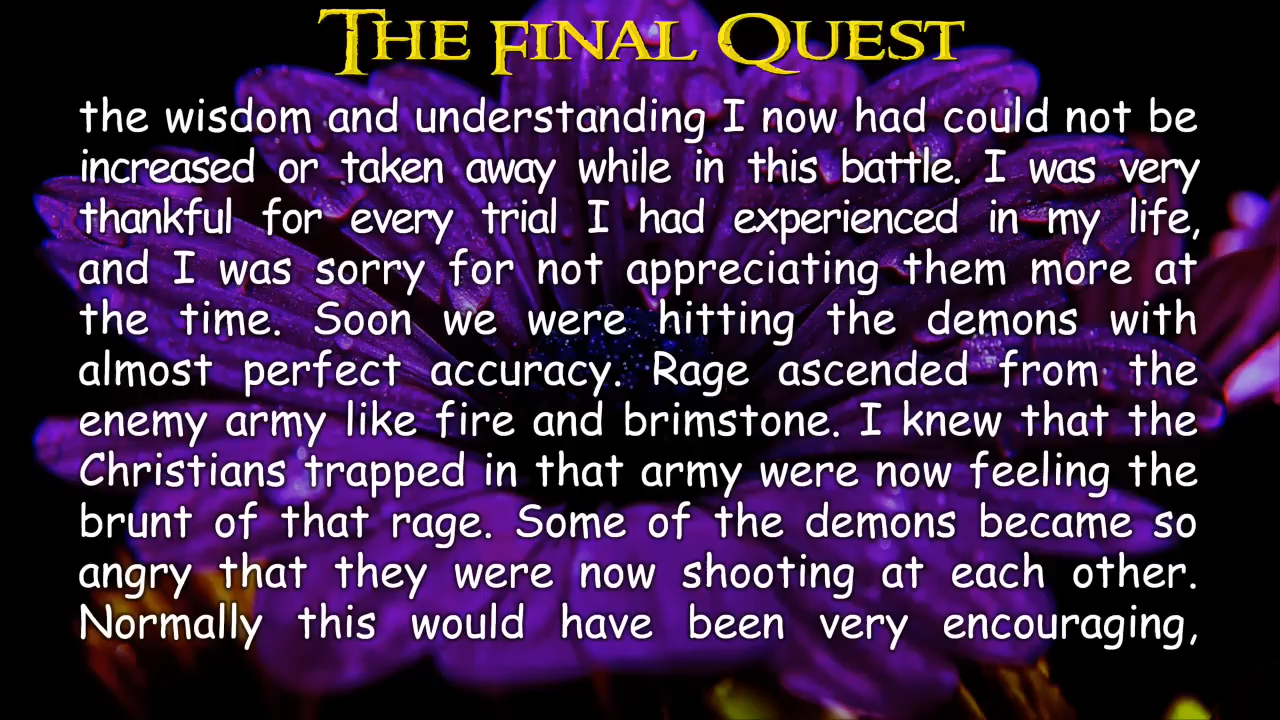 THE FINAL QUEST
the wisdom and understanding I now had could not be
increased or taken away while in this battle. I was very
thankful for every trial I had experienced in my life,
and I was sorry for not appreciating them more at
the time. Soon we were hitting the demons with
almost perfect accuracy. Rage ascended from the
enemy army like fire and brimstone. I knew that the
Christians trapped in that army were now feeling the
brunt of that rage. Some of the demons became so
angry that they were now shooting at each other.
Normally this would have been very encouraging,